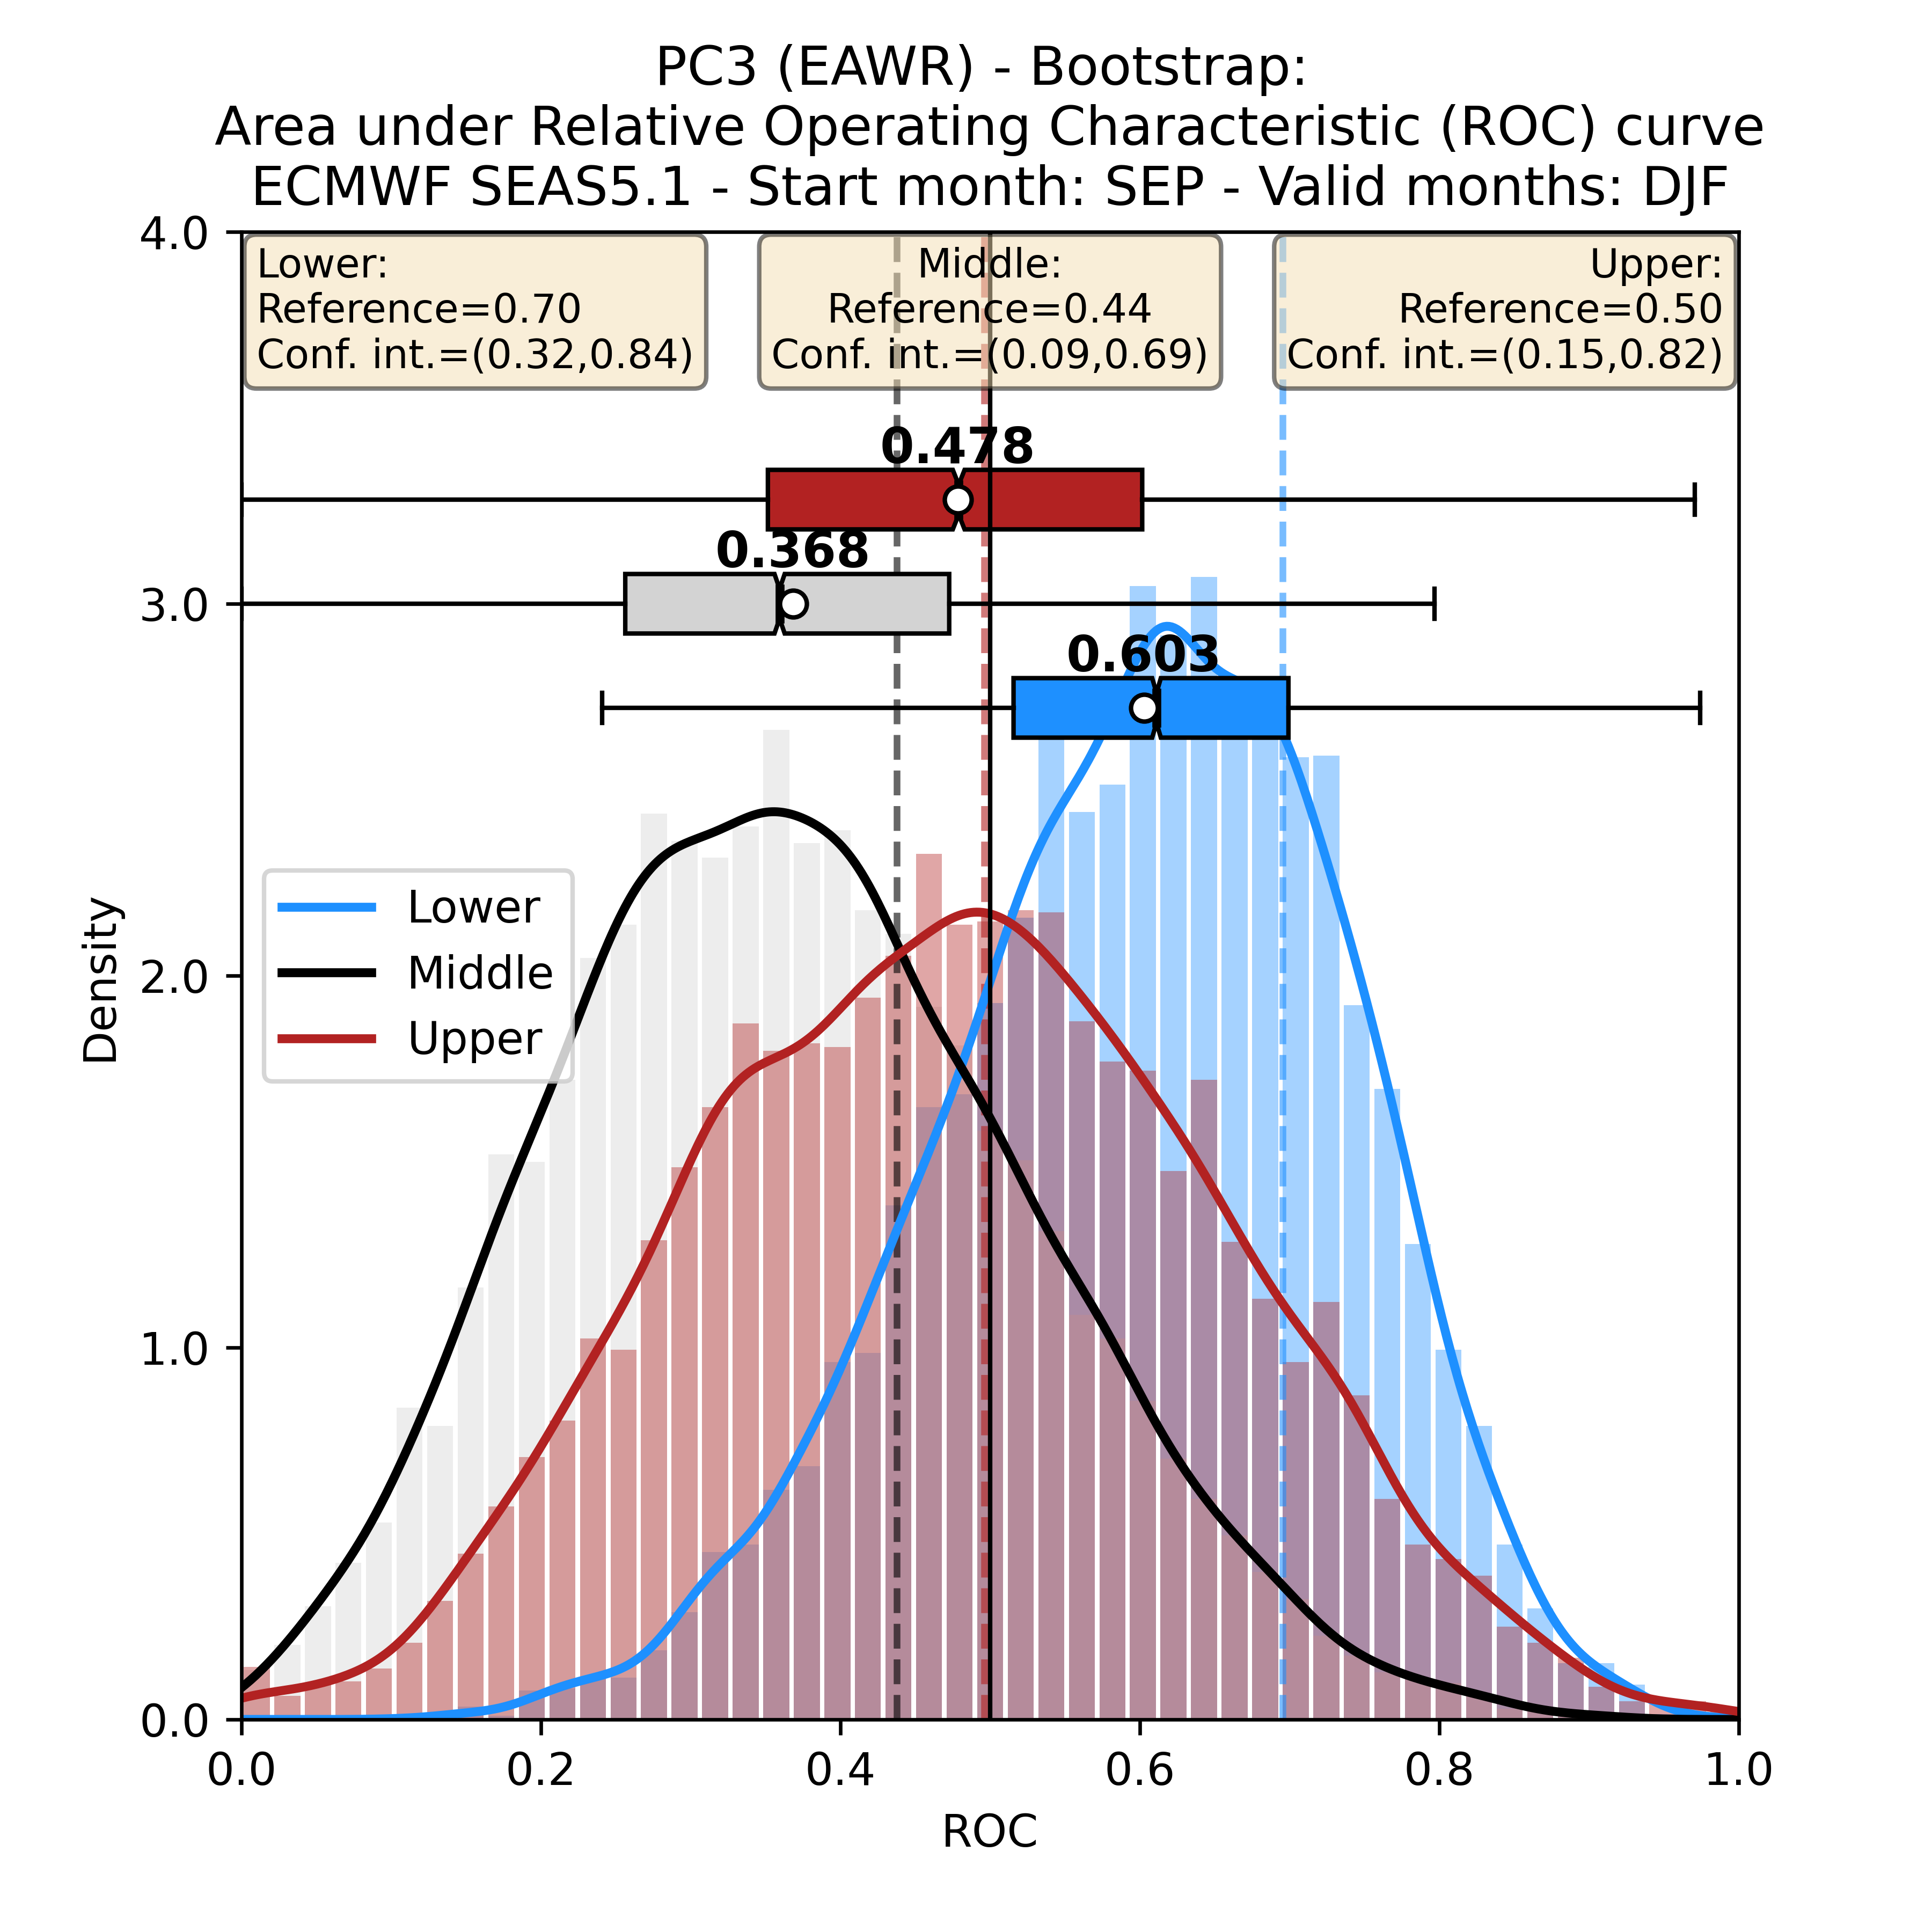 PC3 (EAWR) - Bootstrap:
Area under Relative Operating Characteristic (ROC) curve
ECMWF SEAS5.1 - Start month: SEP - Valid months: DJF
Lower:
Reference=0.70
Conf. int.=(0.32,0.84)
Middle:
Reference=0.44
Conf. int.=(0.09,0.69)
Upper:
Reference=0.50
Conf. int.=(0.15,0.82)
0.478
0.368
0.603
Lower
Middle
Upper
Density
4.0
3.0
2.0
1.0
0.0
0.0 0.2 0.4 0.6 0.8 1.0
ROC